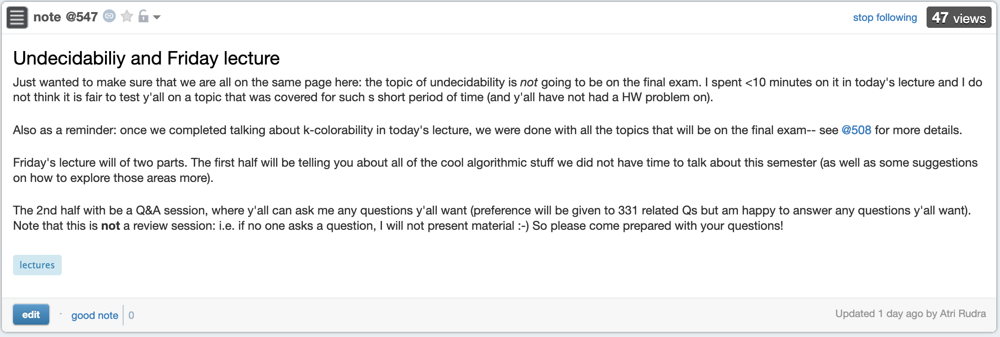 note @547
stop following
47 views
Undecidabiliy and Friday lecture
Just wanted to make sure that we are all on the same page here: the topic of undecidability is not going to be on the final exam. I spent <10 minutes on it in today's lecture and I do
not think it is fair to test y'all on a topic that was covered for such s short period of time (and y'all have not had a HW problem on).
Also as a reminder: once we completed talking about k-colorability in today's lecture, we were done with all the topics that will be on the final exam-- see @508 for more details.
Friday's lecture will of two parts. The first half will be telling you about all of the cool algorithmic stuff we did not have time to talk about this semester (as well as some suggestions
on how to explore those areas more).
The 2nd half with be a Q&A session, where y'all can ask me any questions y'all want (preference will be given to 331 related Qs but am happy to answer any questions y'all want).
Note that this is not a review session: i.e. if no one asks a question, I will not present material :-) So please come prepared with your questions!
lectures
edit · good note 0
Updated 1 day ago by Atri Rudra